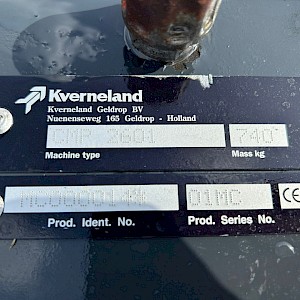 Kverneland
Kverneland Geldrop BV
Nuenenseweg 165 Geldrop - Holland
CMR 2601 740
Machine type Mass kg
01MC CE
Prod. Ident. No. Prod. Series No.